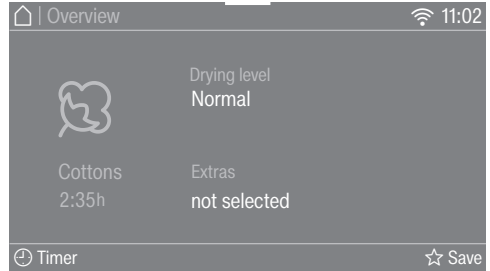 | Overview
11:02
Drying level
Normal
Cottons
2:35h
Extras
not selected
Timer
Save